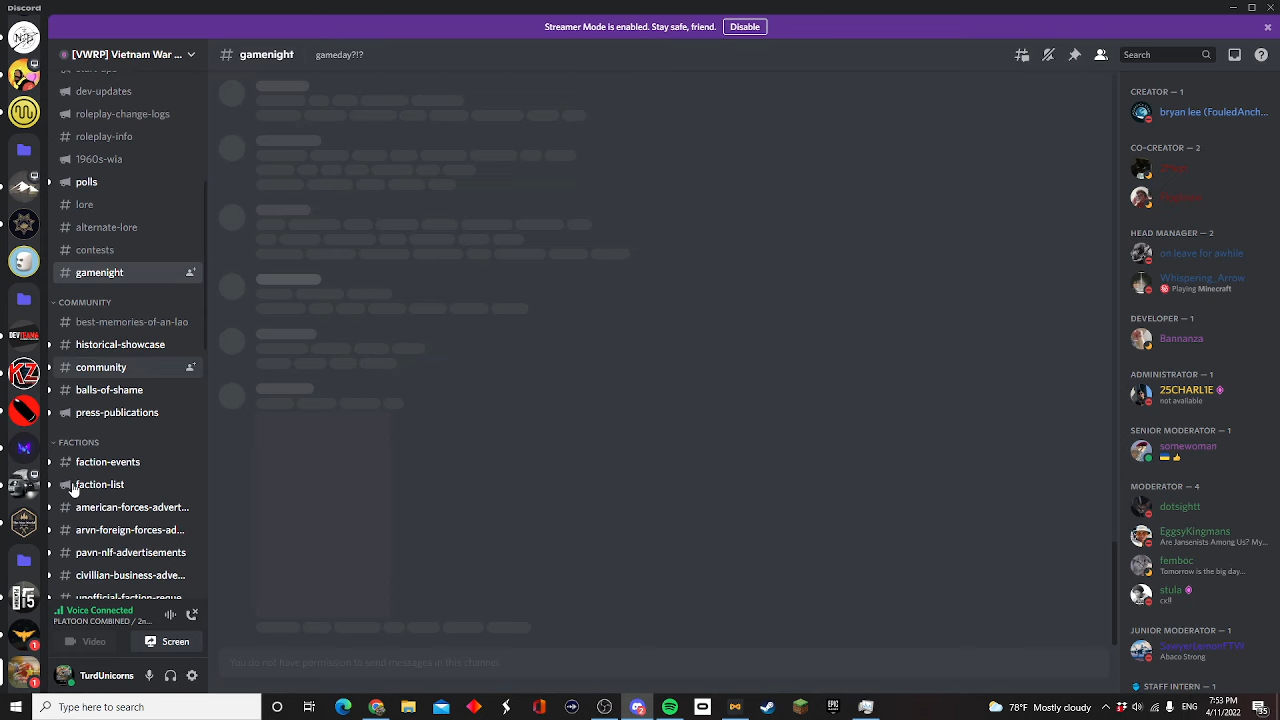 Discord
Streamer Mode is enabled. Stay safe, friend.
Disable
[VWR] Vietnam War ...
gamenight
gameday?!?
Search
dev-updates
roleplay-change-logs
roleplay-info
1960s-wia
polls
lore
alternate-lore
contests
gamenight
COMMUNITY
best-memories-of-an-lao
historical-showcase
community
ball-of-shame
press-publications
FACTIONS
faction-events
faction-list
american-forces-advert...
arvn-foreign-forces-ad...
pavn-nlf-advertisements
civillian-factions-adve...
Voice Connected
PLATOON COMBINED / 2n...
Video
Screen
You do not have permission to send messages in this channel.
CREATOR — 1
bryan lee (FouledAnch...
CO-CREATOR — 2
HEAD MANAGER — 2
on leave for awhile
Whispering_Arrow
Playing Minecraft
DEVELOPER — 1
Bannanza
ADMINISTRATOR — 1
25CHARL1E
not available
SENIOR MODERATOR — 1
somewoman
MODERATOR — 4
dotsightt
EggsyKingmans
Are Jansenists Among Us? My...
femboc
Tomorrow is the big day...
stula
cx!!
JUNIOR MODERATOR — 1
SawyerLemonFTW
Abaco Strong
STAFF INTERN — 1
Type here to search
78°F Mostly cloudy
7:53 PM
4/11/2022